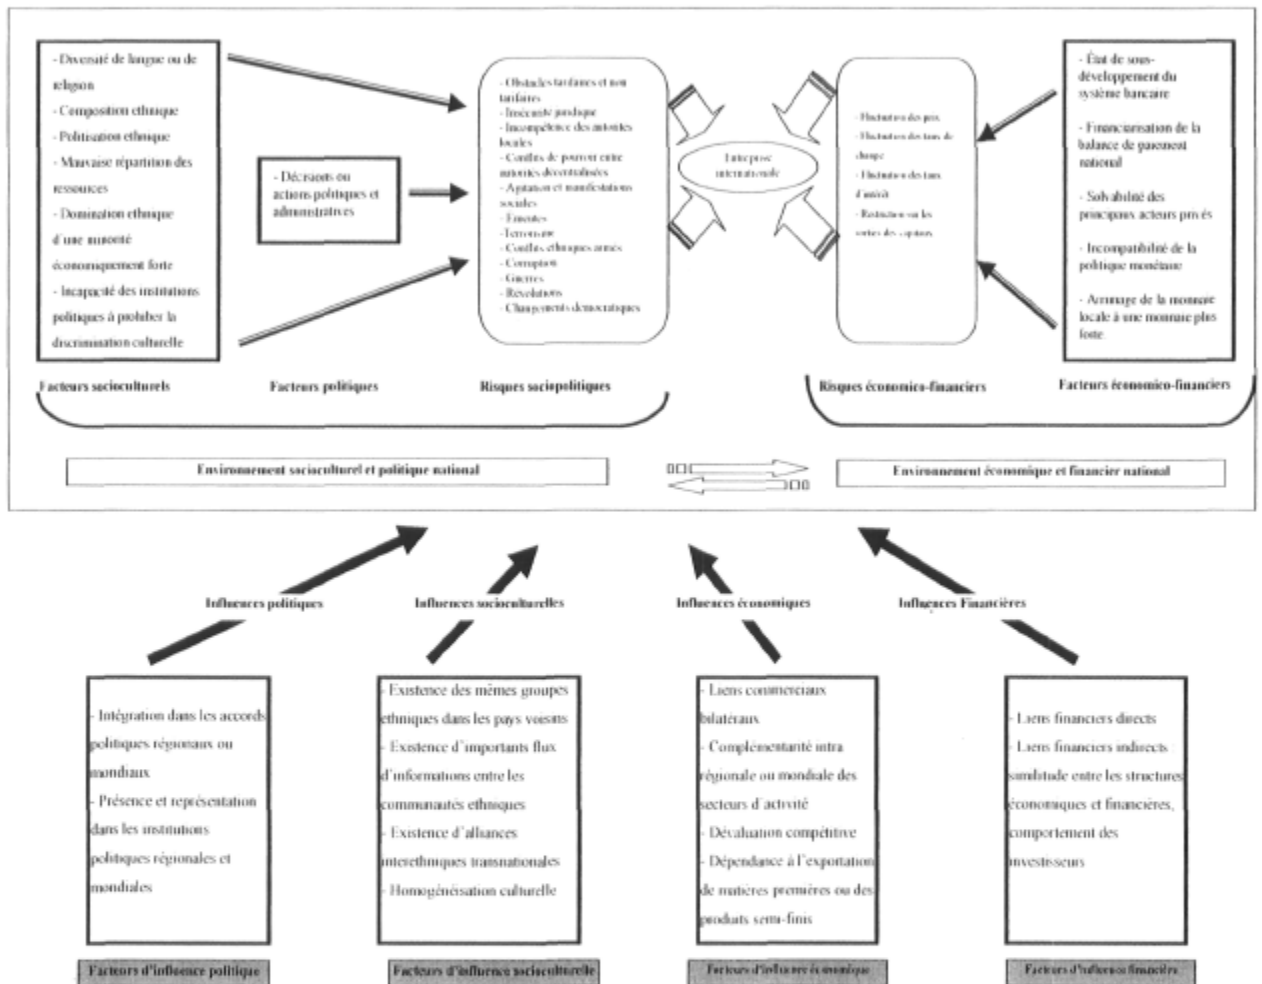 - Diversité de langue ou de
religion
- Composition ethnique
- Politisation ethnique
- Mauvaise répartition des
ressources
- Domination ethnique
d'une minorité
économiquement forte
- Incapacité des institutions
politiques à prohiber la
discrimination culturelle
Facteurs socioculturels
- Décisions ou
actions politiques et
administratives
Facteurs politiques
- Obstacles tarifaires et non
tarifaires
- Insécurité juridique
- Incompétence des autorités
locales
- Conflits de pouvoir entre
autorités décentralisées
- Agitation et manifestations
sociales
- Émeutes
-Terrorisme
- Conflits ethniques armés
- Corruption
- Guerres
- Révolutions
- Changements démocratiques
Risques sociopolitiques
Entreprise
internationale
- Fluctuation des prix
- Fluctuation des taux de
change
- Fluctuation des taux
d'intérêt
- Restriction sur les
sorties des capitaux
Risques économico-financiers
- État de sous-
développement du
système bancaire
- Financiarisation de la
balance de paiement
national
- Solvabilité des
principaux acteurs privés
- Incompatibilité de la
politique monétaire
- Arrimage de la monnaie
locale à une monnaie plus
forte
Facteurs économico-financiers
Environnement socioculturel et politique national
Environnement économique et financier national
Influences politiques
Influences socioculturelles
Influences économiques
Influences Financières
- Intégration dans les accords
politiques régionaux ou
mondiaux
- Présence et représentation
dans les institutions
politiques régionales et
mondiales
Facteurs d'influence politique
- Existence des mêmes groupes
ethniques dans les pays voisins
- Existence d'importants flux
d'informations entre les
communautés ethniques
- Existence d'alliances
interethniques transnationales
- Homogénéisation culturelle
Facteurs d'influence socioculturelle
- Liens commerciaux
bilatéraux
- Complémentarité intra
régionale ou mondiale des
secteurs d'activité
- Dévaluation compétitive
- Dépendance à l'exportation
de matières premières ou des
produits semi-finis
Facteurs d'influence économique
- Liens financiers directs
- Liens financiers indirects
similitude entre les structures
économiques et financières,
comportement des
investisseurs
Facteurs d'influence financière